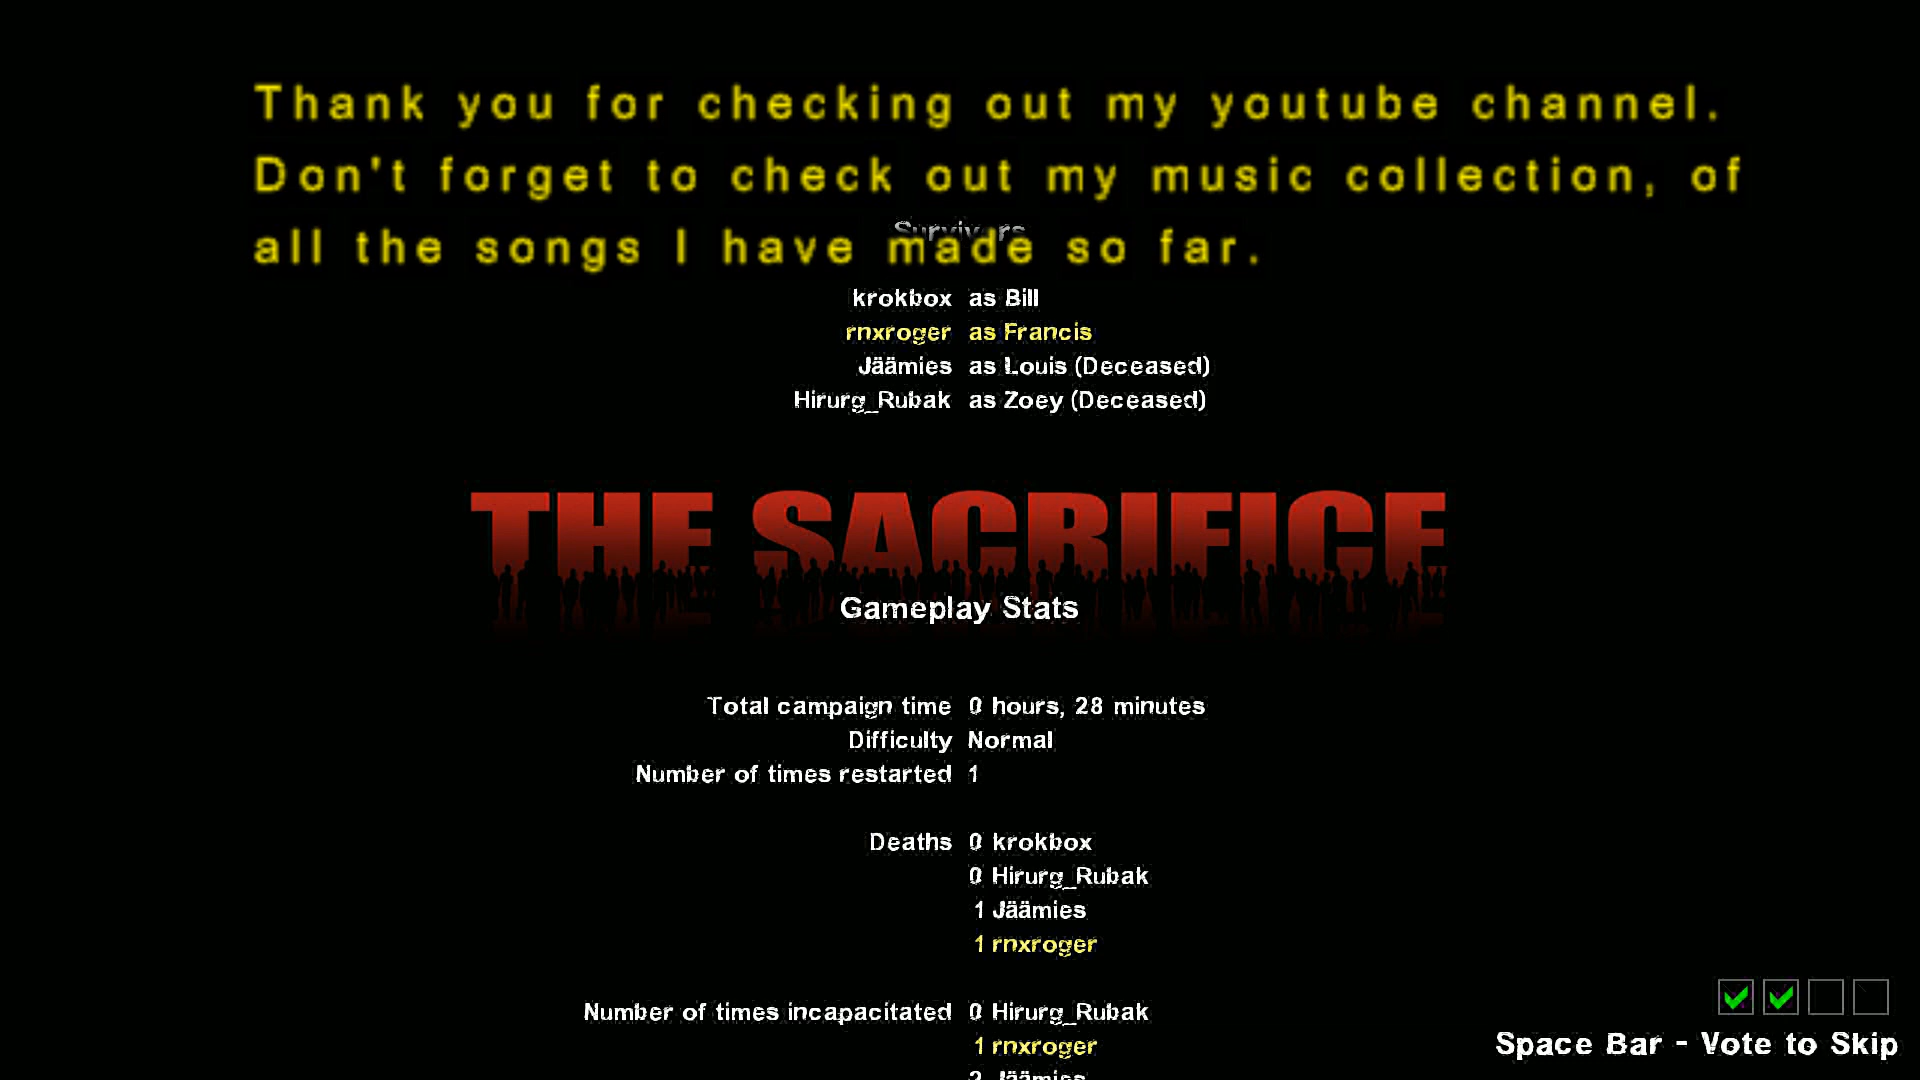 Thank you for checking out my youtube channel.
Don't forget to check out my music collection, of
Survivors
all the songs I have made so far.
krokbox as Bill
rnxroger as Francis
Jäämies as Louis (Deceased)
Hirurg_Rubak as Zoey (Deceased)
THE SACRIFICE
Gameplay Stats
Total campaign time 0 hours, 28 minutes
Difficulty Normal
Number of times restarted 1
Deaths 0 krokbox
0 Hirurg_Rubak
1 Jäämies
1 rnxroger
Number of times incapacitated 0 Hirurg_Rubak
1 rnxroger
2 Jäämies
Space Bar - Vote to Skip